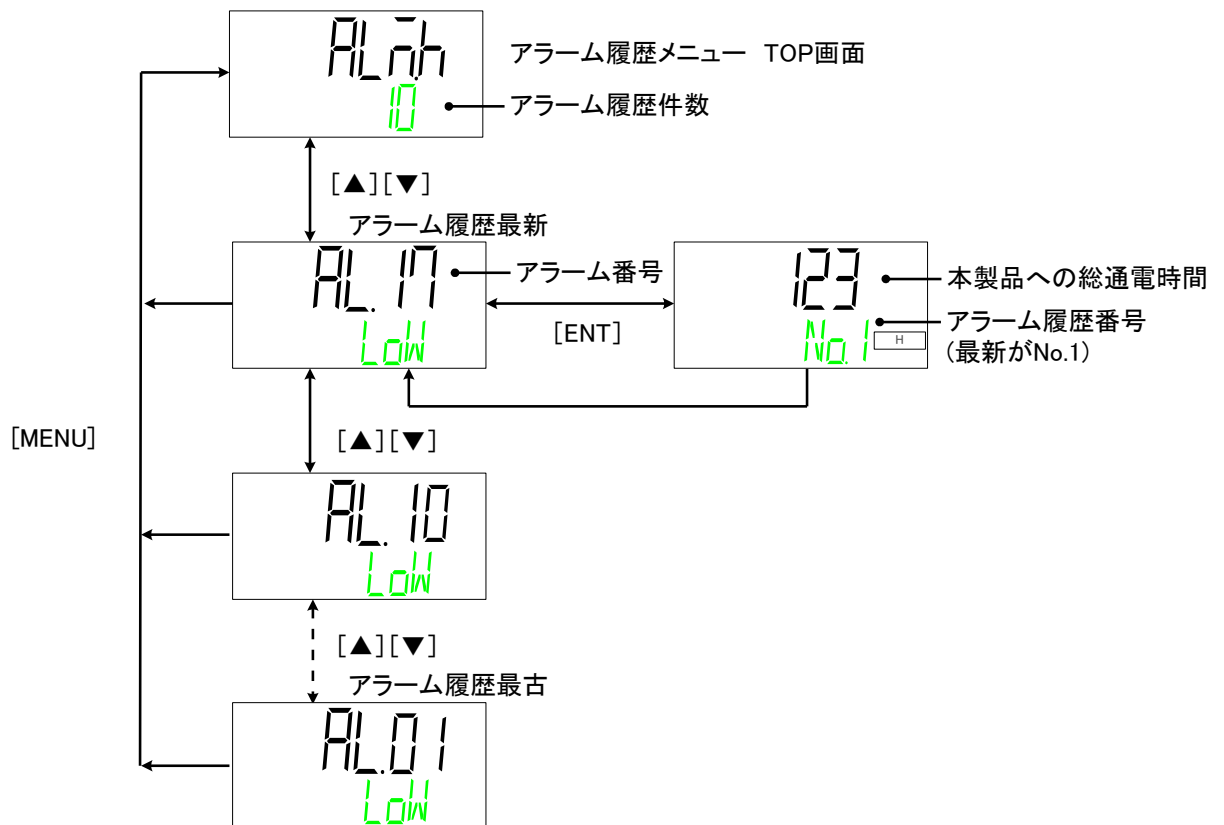 ALm.h
アラーム履歴メニュー TOP画面
10
アラーム履歴件数
[▲][▼]
アラーム履歴最新
AL.17
アラーム番号
LoW
[ENT]
123
本製品への総通電時間
No.1
H
アラーム履歴番号
(最新がNo.1)
[MENU]
[▲][▼]
AL.10
LoW
[▲][▼]
アラーム履歴最古
AL.01
LoW